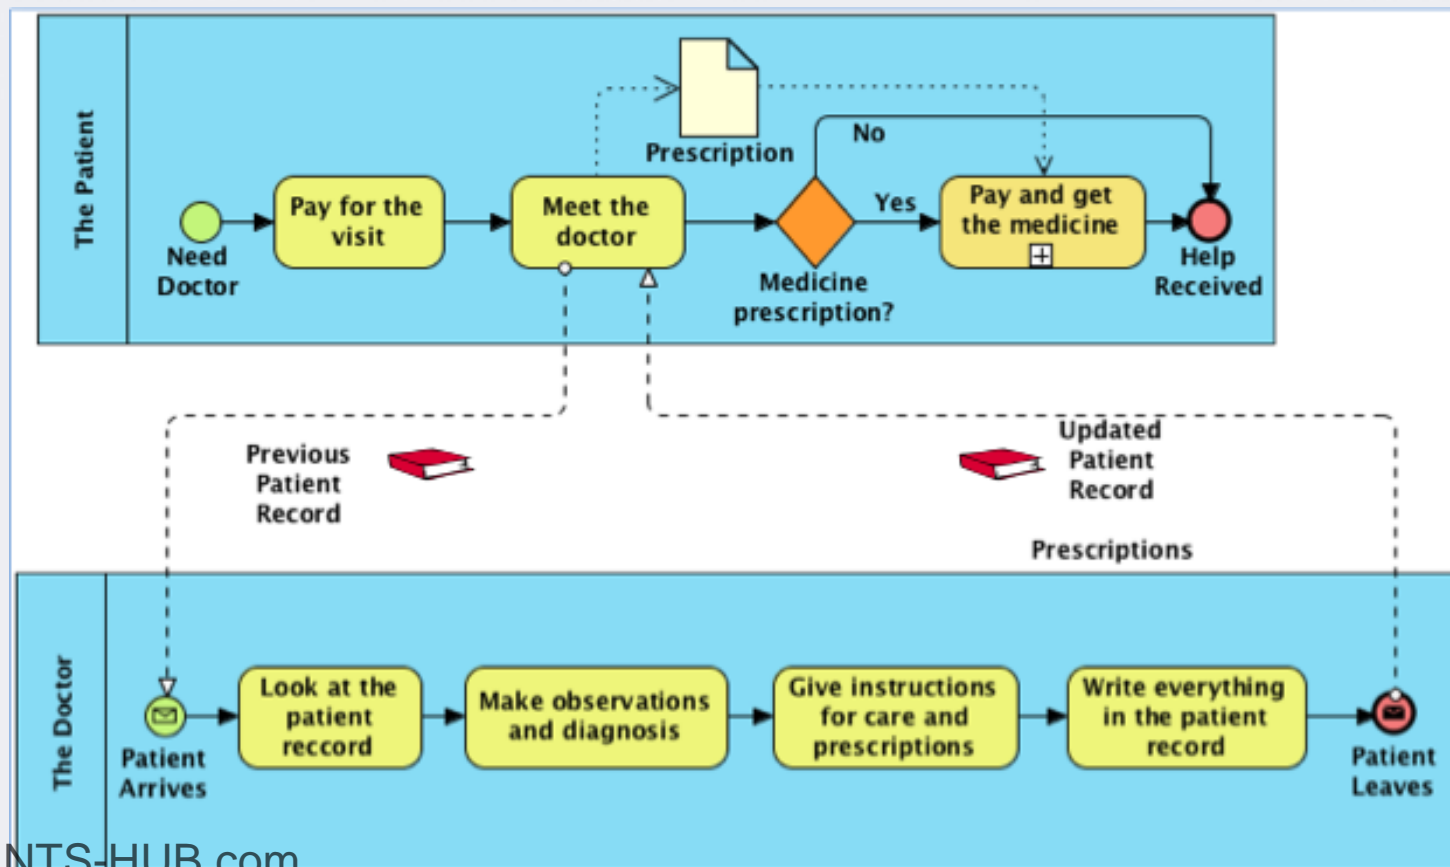 The Patient
Prescription
No
Pay for the
visit
Meet the
doctor
Yes
Pay and get
the medicine
Need
Doctor
Medicine
prescription?
Help
Received
Previous
Patient
Record
Updated
Patient
Record
Prescriptions
The Doctor
Patient
Arrives
Look at the
patient
reccord
Make observations
and diagnosis
Give instructions
for care and
prescriptions
Write everything
in the patient
record
Patient
Leaves
NTS-HUB.com